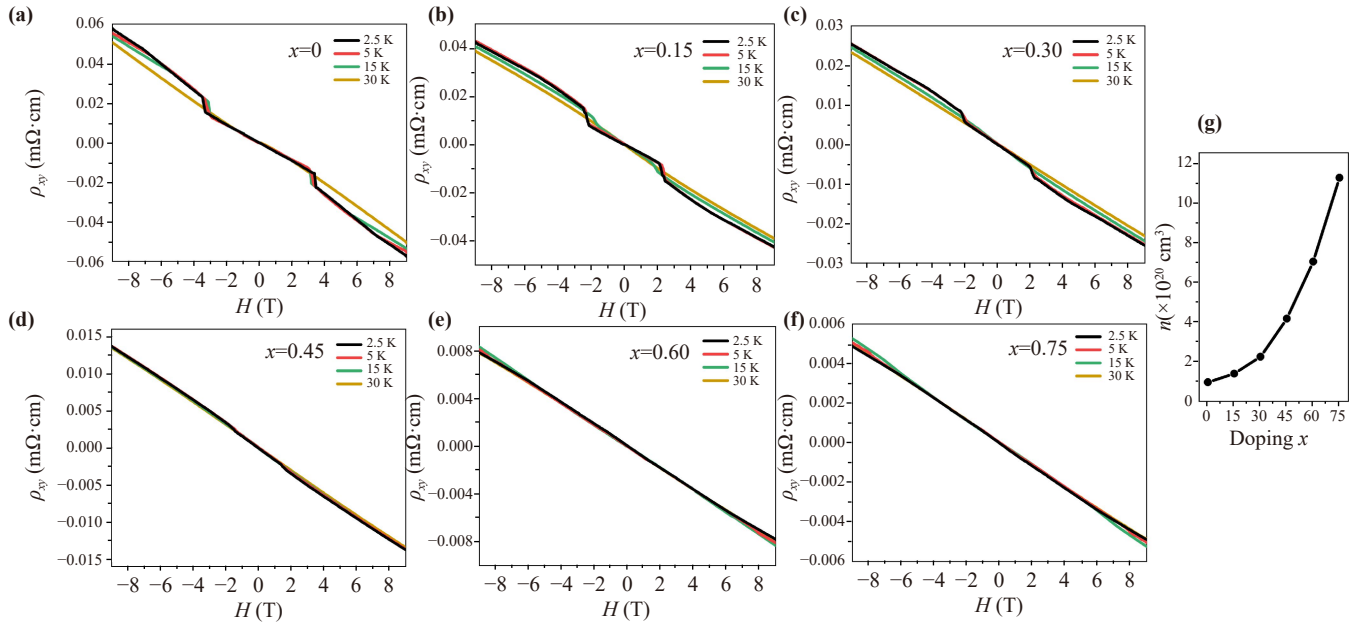 (a)
0.06
0.04
0.02
0.00
−0.02
−0.04
−0.06
ρxy (mΩ·cm)
x=0
2.5 K
5 K
15 K
30 K
−8 −6 −4 −2 0 2 4 6 8
H (T)
(b)
0.04
0.02
0.00
−0.02
−0.04
ρxy (mΩ·cm)
x=0.15
2.5 K
5 K
15 K
30 K
−8 −6 −4 −2 0 2 4 6 8
H (T)
(c)
0.03
0.02
0.01
0.00
−0.01
−0.02
−0.03
ρxy (mΩ·cm)
x=0.30
2.5 K
5 K
15 K
30 K
−8 −6 −4 −2 0 2 4 6 8
H (T)
(d)
0.015
0.010
0.005
0.000
−0.005
−0.010
−0.015
ρxy (mΩ·cm)
x=0.45
2.5 K
5 K
15 K
30 K
−8 −6 −4 −2 0 2 4 6 8
H (T)
(e)
0.008
0.004
0.000
−0.004
−0.008
ρxy (mΩ·cm)
x=0.60
2.5 K
5 K
15 K
30 K
−8 −6 −4 −2 0 2 4 6 8
H (T)
(f)
0.006
0.004
0.002
0.000
−0.002
−0.004
−0.006
ρxy (mΩ·cm)
x=0.75
2.5 K
5 K
15 K
30 K
−8 −6 −4 −2 0 2 4 6 8
H (T)
(g)
12
10
8
6
4
2
0
n(×10²⁰ cm³)
0 15 30 45 60 75
Doping x